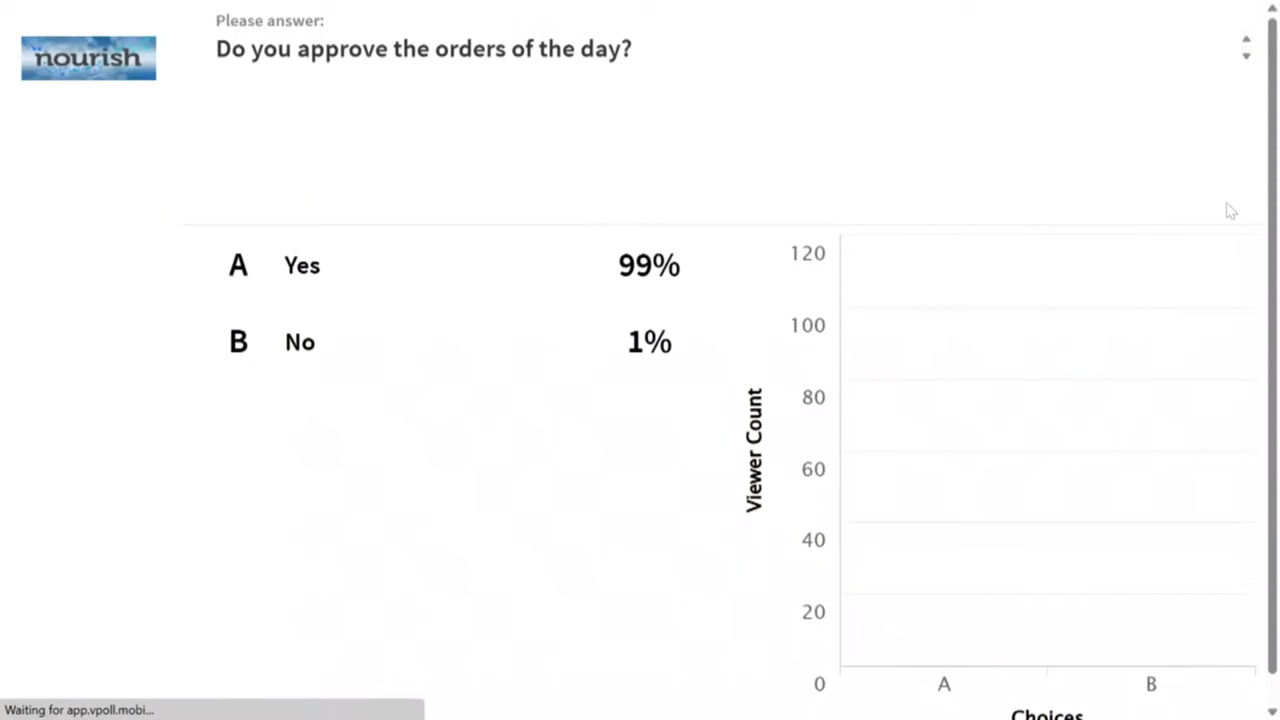 Please answer:
nourish
Do you approve the orders of the day?
A Yes 99%
B No 1%
120
100
80
60
40
20
0
Viewer Count
A B
Choices
Waiting for app.vpoll.mobi...